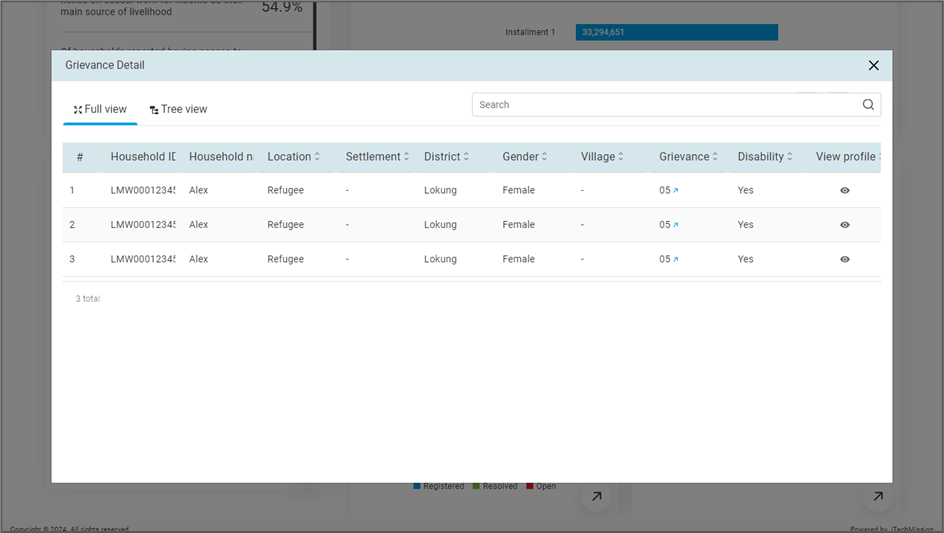 main source of livelihood
54.9%
Installment 1
33,294,651
Grievance Detail
Full view
Tree view
Search
# Household ID Household na Location Settlement District Gender Village Grievance Disability View profile
1 LMW00012345 Alex Refugee - Lokung Female - 05 Yes
2 LMW00012345 Alex Refugee - Lokung Female - 05 Yes
3 LMW00012345 Alex Refugee - Lokung Female - 05 Yes
3 total
Registered Resolved Open
Copyright © 2024. All rights reserved
Powered by iTechMission